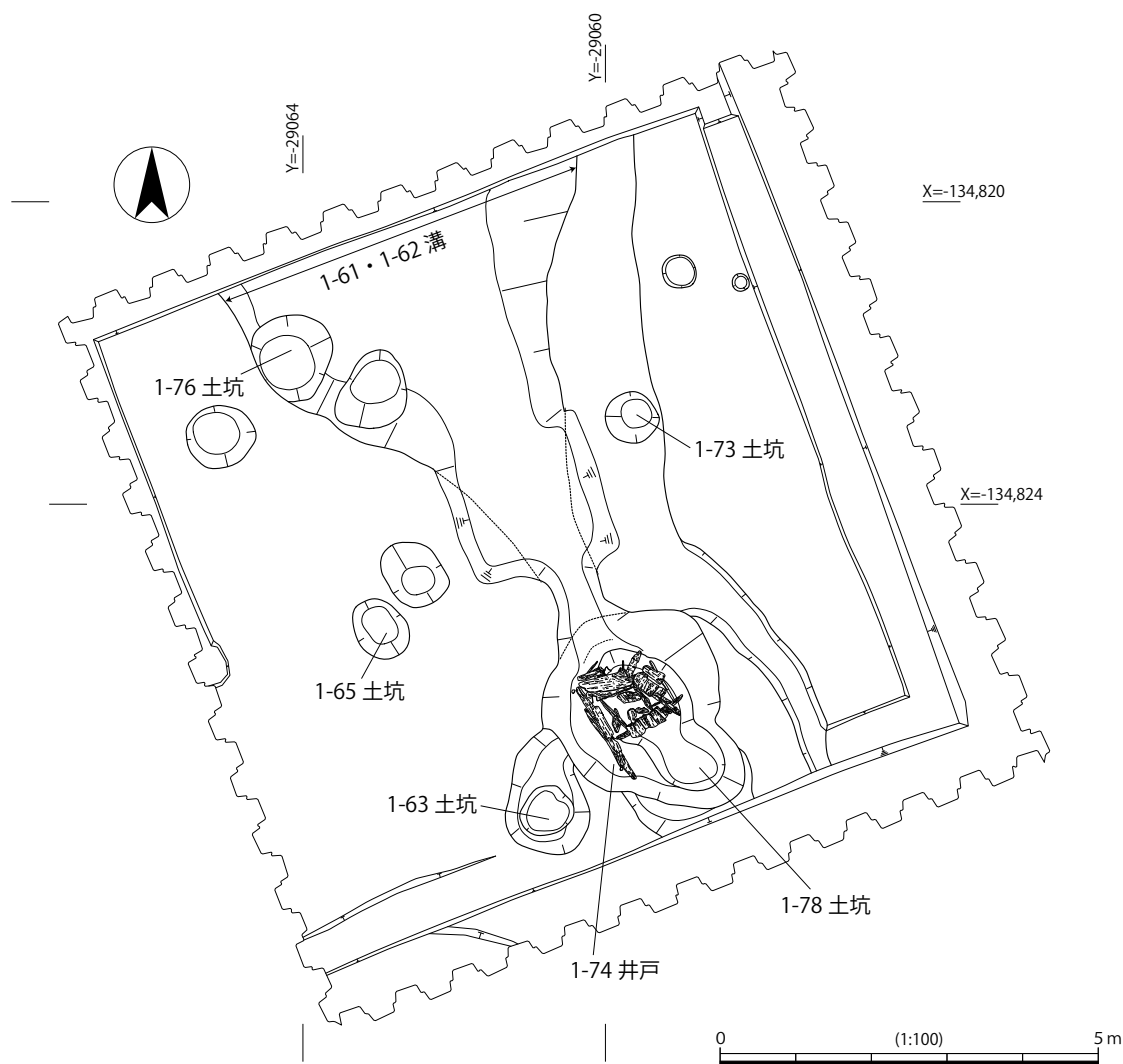 Y=-29060
Y=-29064
X=-134,820
1-61・1-62 溝
1-76 土坑
1-73 土坑
X=-134,824
1-65 土坑
1-63 土坑
1-78 土坑
1-74 井戸
0 (1:100) 5 m